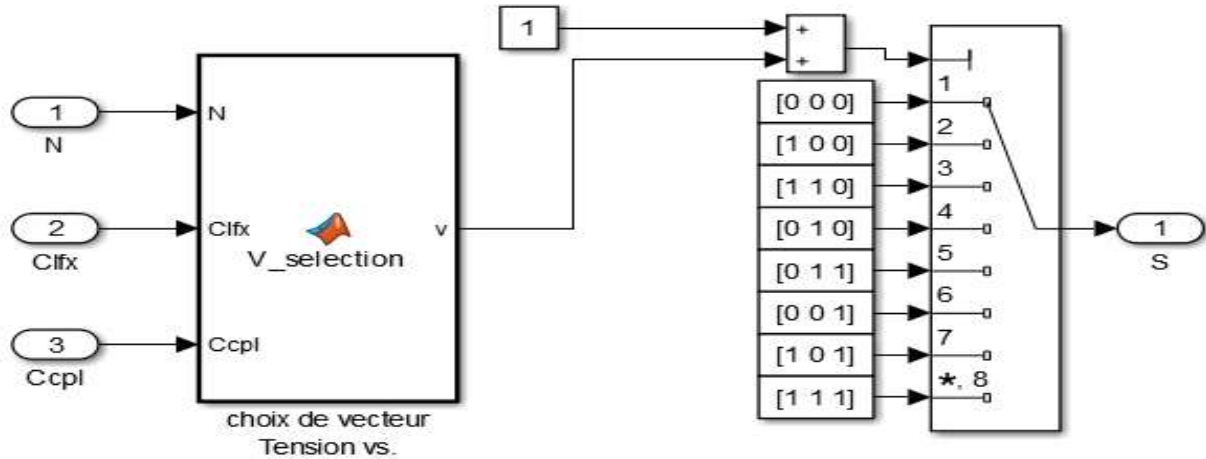 1
N
2
Clfx
3
Ccpl
N
Clfx
Ccpl
V_selection
v
choix de vecteur
Tension vs.
1
+
+
[0 0 0]
[1 0 0]
[1 1 0]
[0 1 0]
[0 1 1]
[0 0 1]
[1 0 1]
[1 1 1]
1
2
3
4
5
6
7
*, 8
1
S